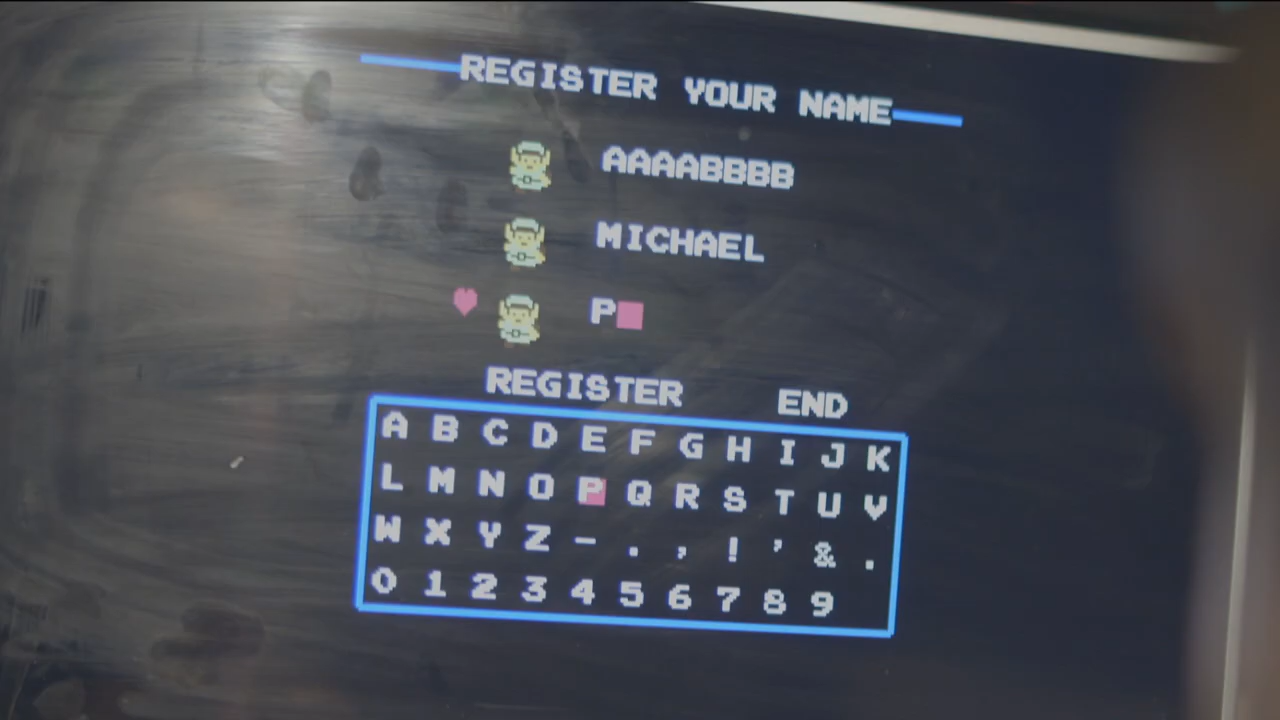 REGISTER YOUR NAME
AAAABBBB
MICHAEL
P
REGISTER END
A B C D E F G H I J K
L M N O P Q R S T U V
W X Y Z - . , ! ' & .
0 1 2 3 4 5 6 7 8 9